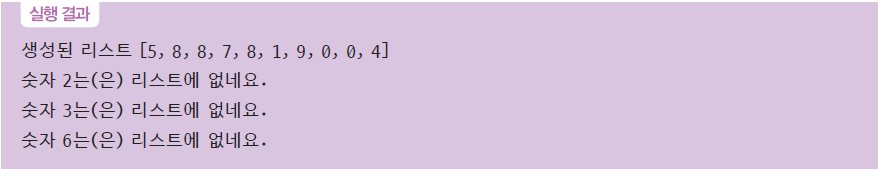 실행 결과
생성된 리스트 [5, 8, 8, 7, 8, 1, 9, 0, 0, 4]
숫자 2는(은) 리스트에 없네요.
숫자 3는(은) 리스트에 없네요.
숫자 6는(은) 리스트에 없네요.